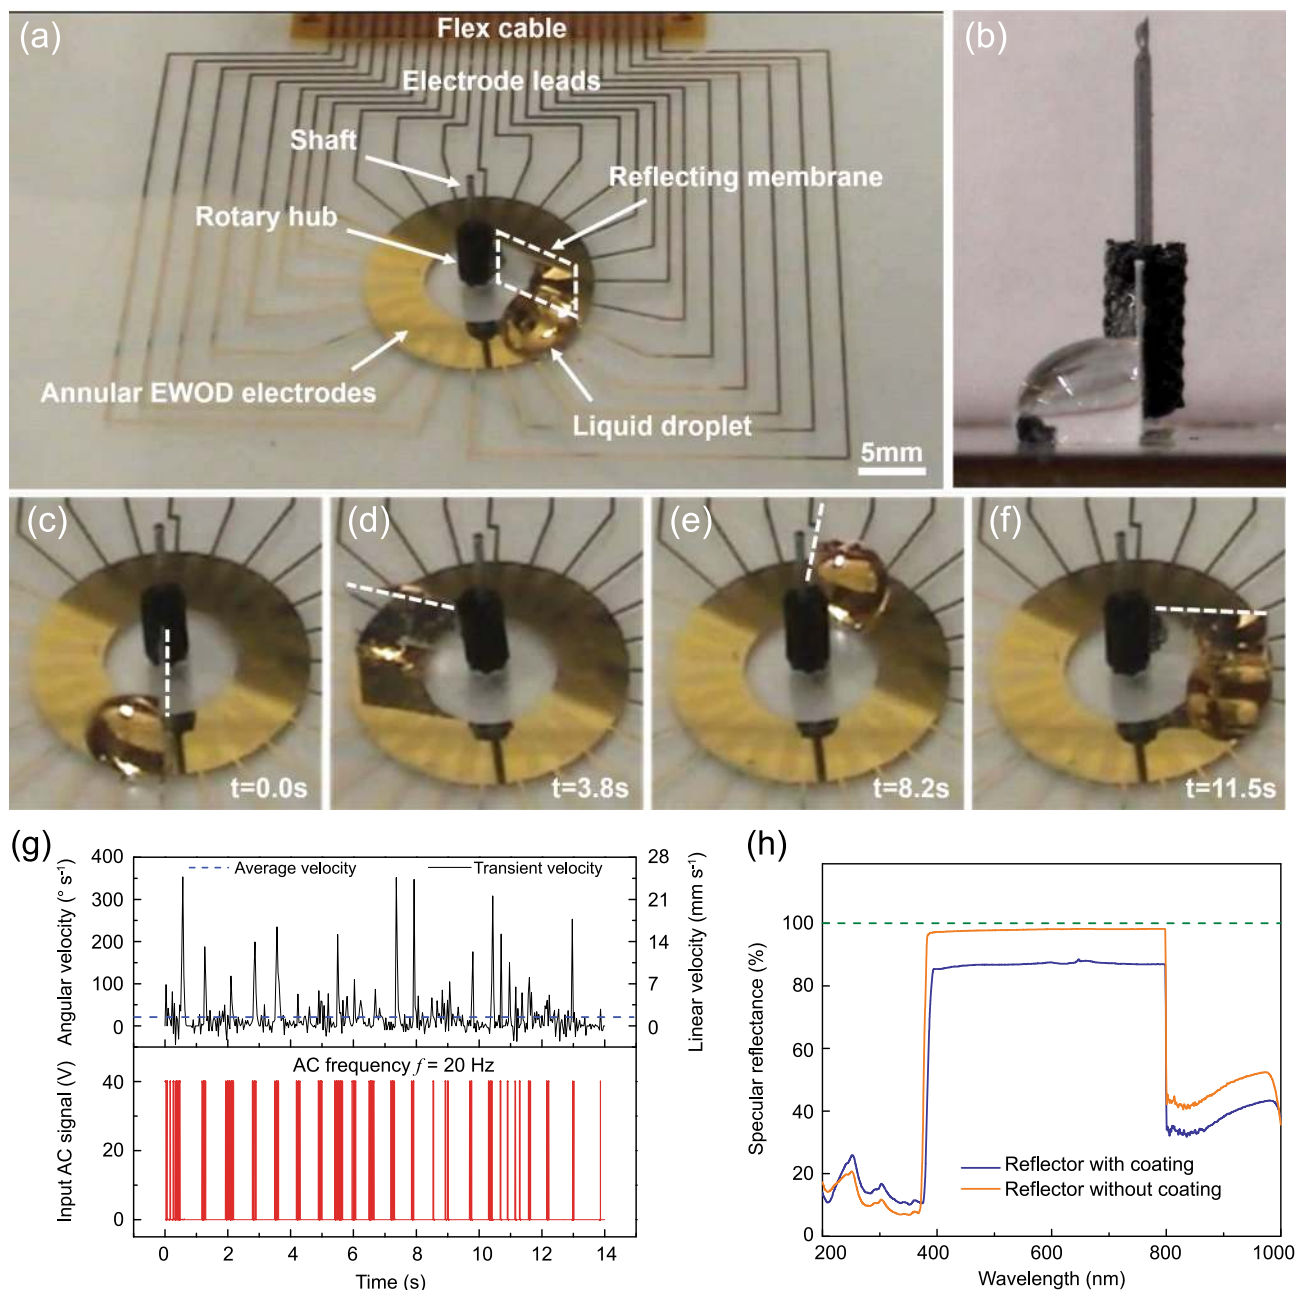 (a)
Flex cable
Electrode leads
Shaft
Reflecting membrane
Rotary hub
Annular EWOD electrodes
Liquid droplet
5mm
(b)
(c)
t=0.0s
(d)
t=3.8s
(e)
t=8.2s
(f)
t=11.5s
(g)
Average velocity
Transient velocity
Angular velocity (° s⁻¹)
400
300
200
100
0
Linear velocity (mm s⁻¹)
28
21
14
7
0
AC frequency f = 20 Hz
Input AC signal (V)
40
20
0
0 2 4 6 8 10 12 14
Time (s)
(h)
Specular reflectance (%)
100
80
60
40
20
0
Reflector with coating
Reflector without coating
200 400 600 800 1000
Wavelength (nm)